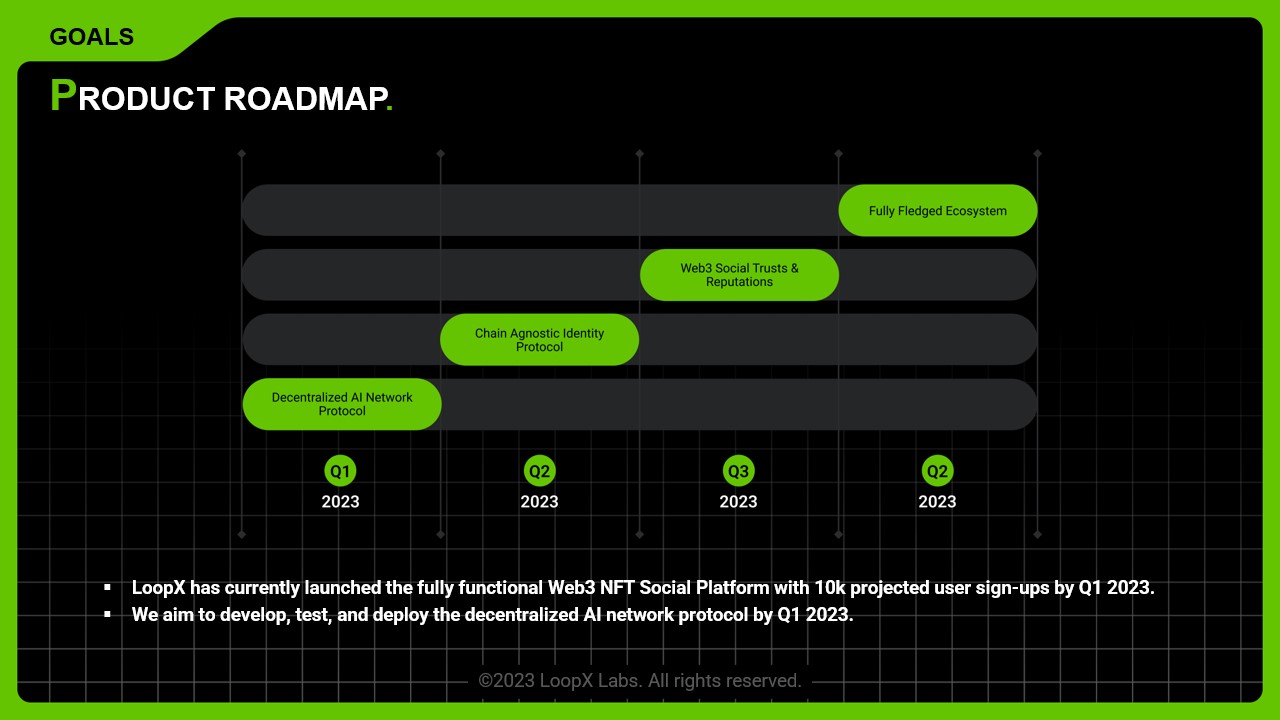 GOALS
PRODUCT ROADMAP.
Fully Fledged Ecosystem
Web3 Social Trusts &
Reputations
Chain Agnostic Identity
Protocol
Decentralized AI Network
Protocol
Q1 Q2 Q3 Q2
2023 2023 2023 2023
▪ LoopX has currently launched the fully functional Web3 NFT Social Platform with 10k projected user sign-ups by Q1 2023.
▪ We aim to develop, test, and deploy the decentralized AI network protocol by Q1 2023.
©2023 LoopX Labs. All rights reserved.